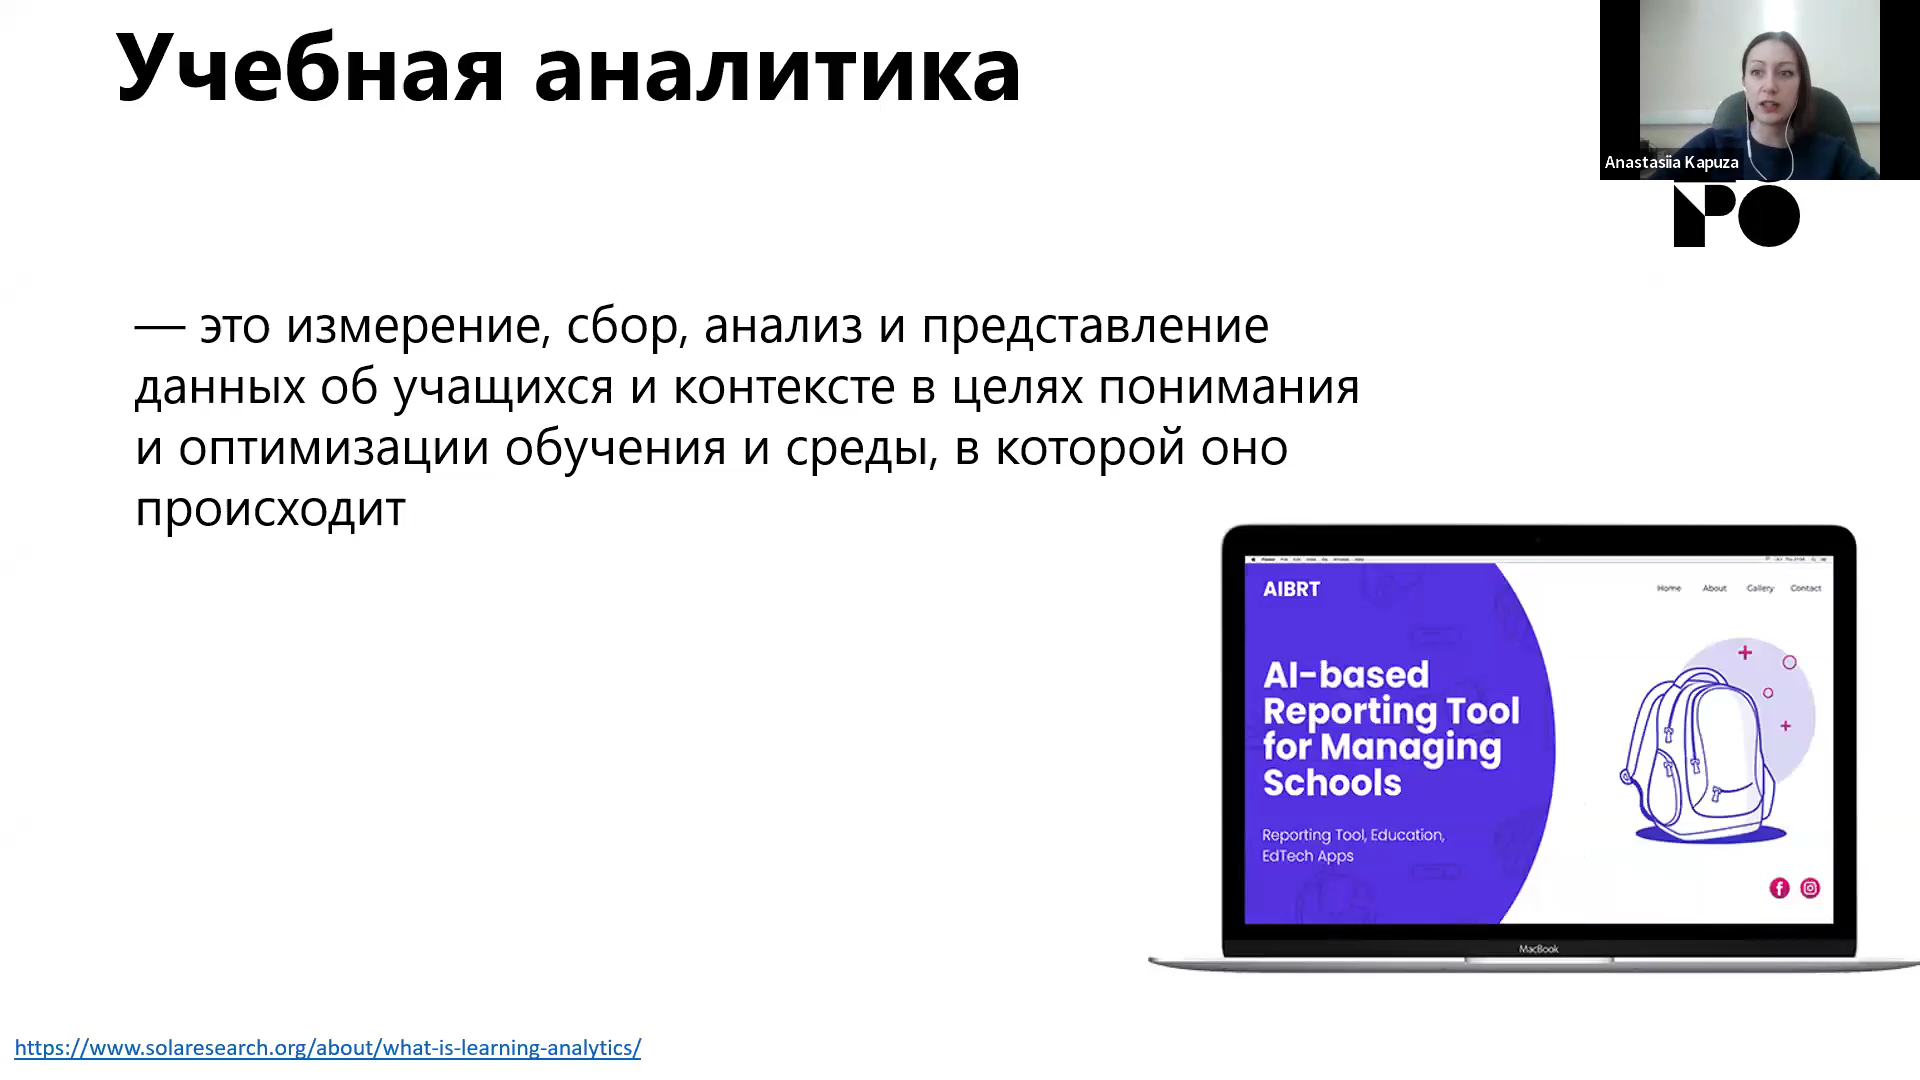 Учебная аналитика
Anastasiia Kapuza
— это измерение, сбор, анализ и представление
данных об учащихся и контексте в целях понимания
и оптимизации обучения и среды, в которой оно
происходит
AIBRT
Home About Gallery Contact
AI-based
Reporting Tool
for Managing
Schools
Reporting Tool, Education,
EdTech Apps
MacBook
https://www.solaresearch.org/about/what-is-learning-analytics/